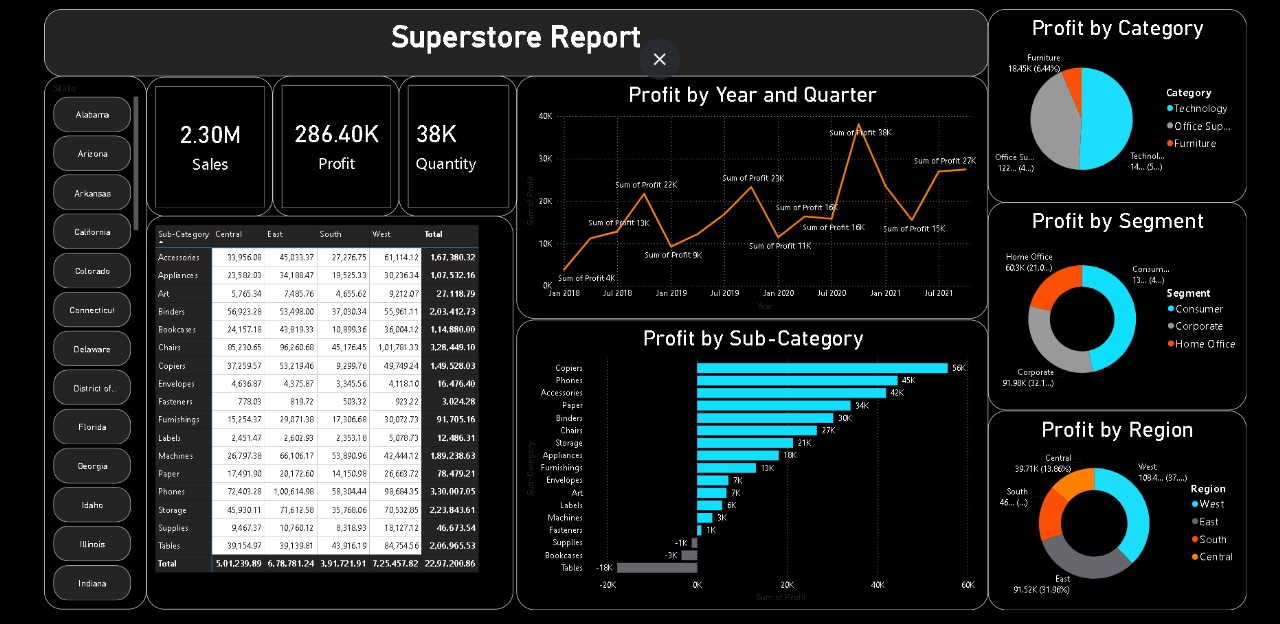 Superstore Report
×
State
Alabama
Arizona
Arkansas
California
Colorado
Connecticut
Delaware
District of...
Florida
Georgia
Idaho
Illinois
Indiana
2.30M
Sales
286.40K
Profit
38K
Quantity
Sub-Category Central East South West Total
Accessories 33,956.08 45,033.37 27,276.75 61,114.12 1,67,380.32
Appliances 23,582.03 34,188.47 19,525.33 30,236.34 1,07,532.16
Art 5,765.34 7,485.76 4,655.62 9,212.07 27,118.79
Binders 56,923.28 53,498.00 37,030.34 55,961.11 2,03,412.73
Bookcases 24,157.18 43,819.33 10,899.36 36,004.12 1,14,880.00
Chairs 85,230.65 96,260.68 45,176.45 1,01,781.33 3,28,449.10
Copiers 37,259.57 53,219.46 9,299.76 49,749.24 1,49,528.03
Envelopes 4,636.87 4,375.87 3,345.56 4,118.10 16,476.40
Fasteners 778.03 819.72 503.32 923.22 3,024.28
Furnishings 15,254.37 29,071.38 17,306.68 30,072.73 91,705.16
Labels 2,451.47 2,602.93 2,353.18 5,078.73 12,486.31
Machines 26,797.38 66,106.17 53,890.96 42,444.12 1,89,238.63
Paper 17,491.90 20,172.60 14,150.98 26,663.72 78,479.21
Phones 72,403.28 1,00,614.98 58,304.44 98,684.35 3,30,007.05
Storage 45,930.11 71,612.58 35,768.06 70,532.85 2,23,843.61
Supplies 9,467.37 10,760.12 8,318.93 18,127.12 46,673.54
Tables 39,154.97 39,139.81 43,916.19 84,754.56 2,06,965.53
Total 5,01,239.89 6,78,781.24 3,91,721.91 7,25,457.82 22,97,200.86
Profit by Year and Quarter
Sum of Profit
40K
30K
20K
10K
0K
Sum of Profit 4K
Sum of Profit 13K
Sum of Profit 22K
Sum of Profit 9K
Sum of Profit 23K
Sum of Profit 11K
Sum of Profit 16K
Sum of Profit 16K
Sum of Profit 38K
Sum of Profit 15K
Sum of Profit 27K
Jan 2018 Jul 2018 Jan 2019 Jul 2019 Jan 2020 Jul 2020 Jan 2021 Jul 2021
Year
Profit by Sub-Category
Sub-Category
Copiers 56K
Phones 45K
Accessories 42K
Paper 34K
Binders 30K
Chairs 27K
Storage 21K
Appliances 18K
Furnishings 13K
Envelopes 7K
Art 7K
Labels 6K
Machines 3K
Fasteners 1K
Supplies -1K
Bookcases -3K
Tables -18K
-20K 0K 20K 40K 60K
Sum of Profit
Profit by Category
Furniture
18.45K (6.44%)
Office Su...
122... (4...)
Technol...
14... (5...)
Category
Technology
Office Sup...
Furniture
Profit by Segment
Home Office
60.3K (21.0...)
Consum...
13... (4...)
Corporate
91.98K (32.1...)
Segment
Consumer
Corporate
Home Office
Profit by Region
Central
39.71K (13.86%)
West
108.4... (37....)
South
46... (...)
East
91.52K (31.96%)
Region
West
East
South
Central